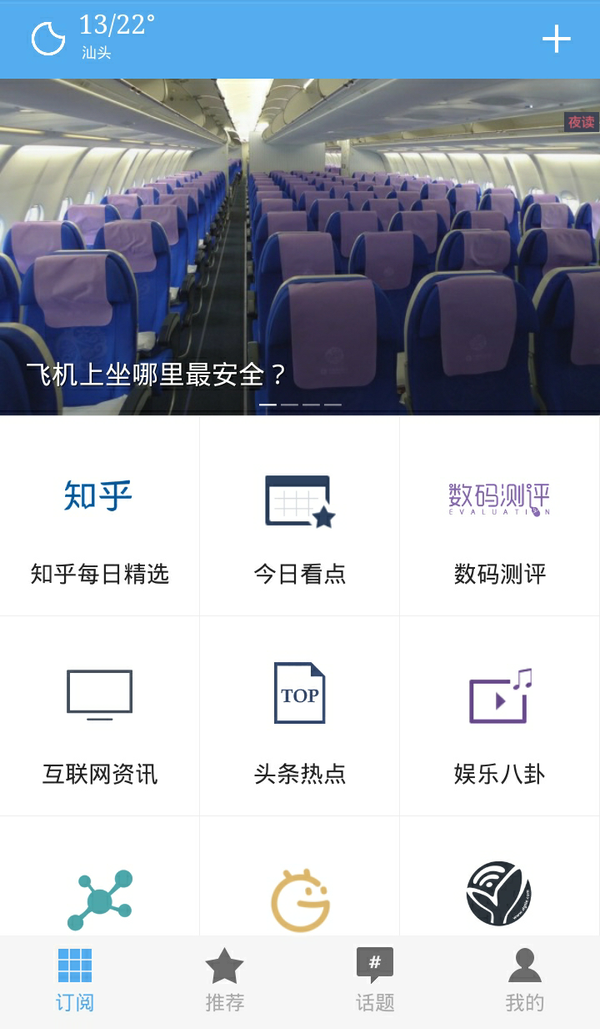 13/22°
汕头
夜读
飞机上坐哪里最安全？
知乎
知乎每日精选
今日看点
数码测评
EVALUATION
数码测评
互联网资讯
TOP
头条热点
娱乐八卦
#
订阅
推荐
话题
我的